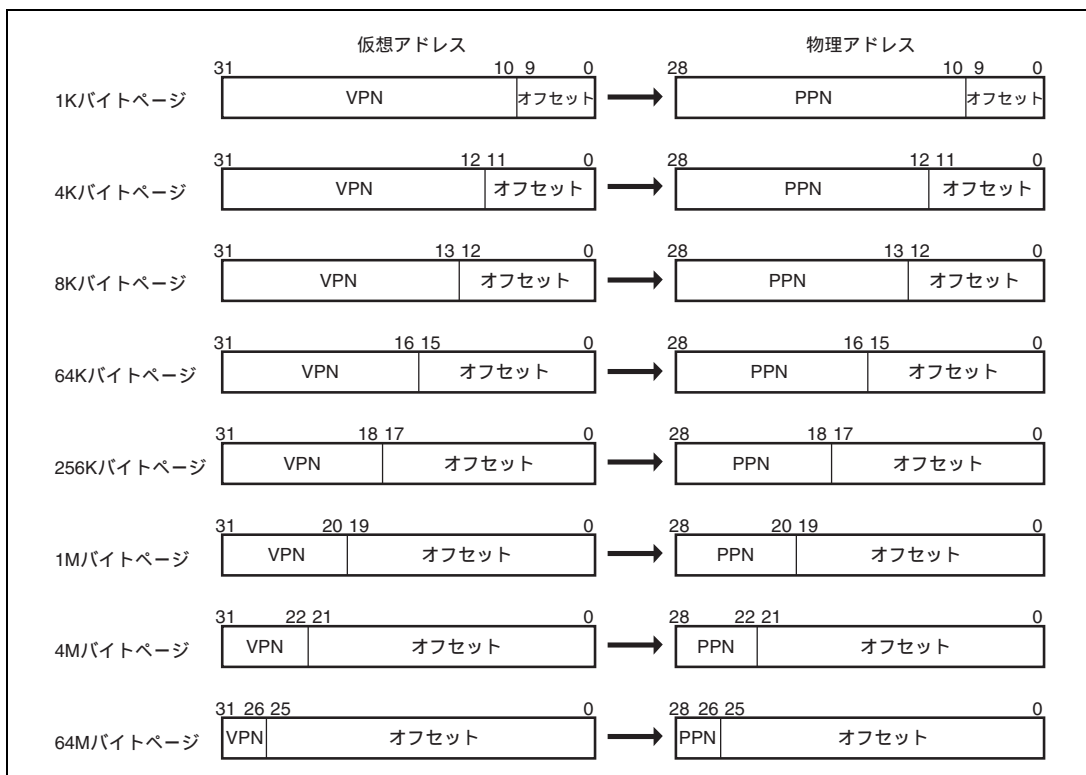 仮想アドレス 物理アドレス
31 10 9 0 28 10 9 0
1Kバイトページ VPN オフセット PPN オフセット
31 12 11 0 28 12 11 0
4Kバイトページ VPN オフセット PPN オフセット
31 13 12 0 28 13 12 0
8Kバイトページ VPN オフセット PPN オフセット
31 16 15 0 28 16 15 0
64Kバイトページ VPN オフセット PPN オフセット
31 18 17 0 28 18 17 0
256Kバイトページ VPN オフセット PPN オフセット
31 20 19 0 28 20 19 0
1Mバイトページ VPN オフセット PPN オフセット
31 22 21 0 28 22 21 0
4Mバイトページ VPN オフセット PPN オフセット
31 26 25 0 28 26 25 0
64Mバイトページ VPN オフセット PPN オフセット